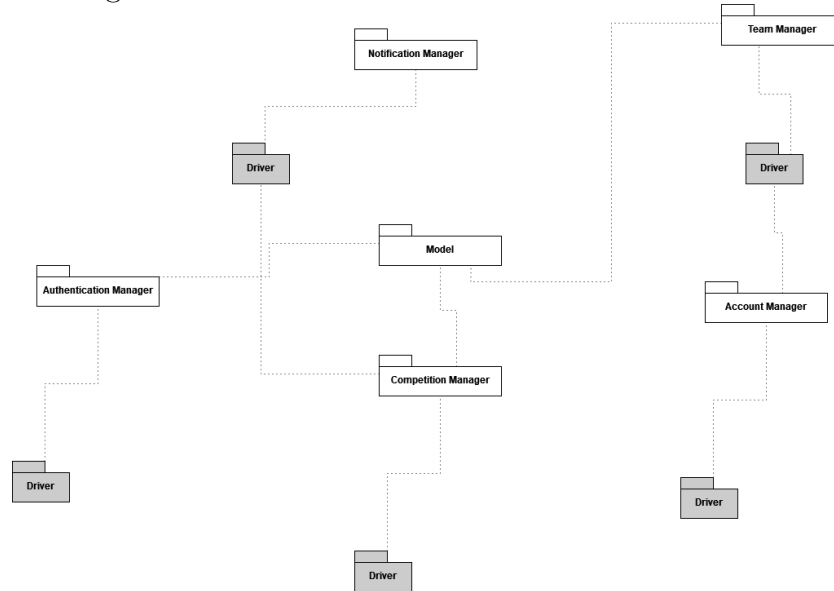 Team Manager
Notification Manager
Driver
Driver
Model
Authentication Manager
Account Manager
Competition Manager
Driver
Driver
Driver